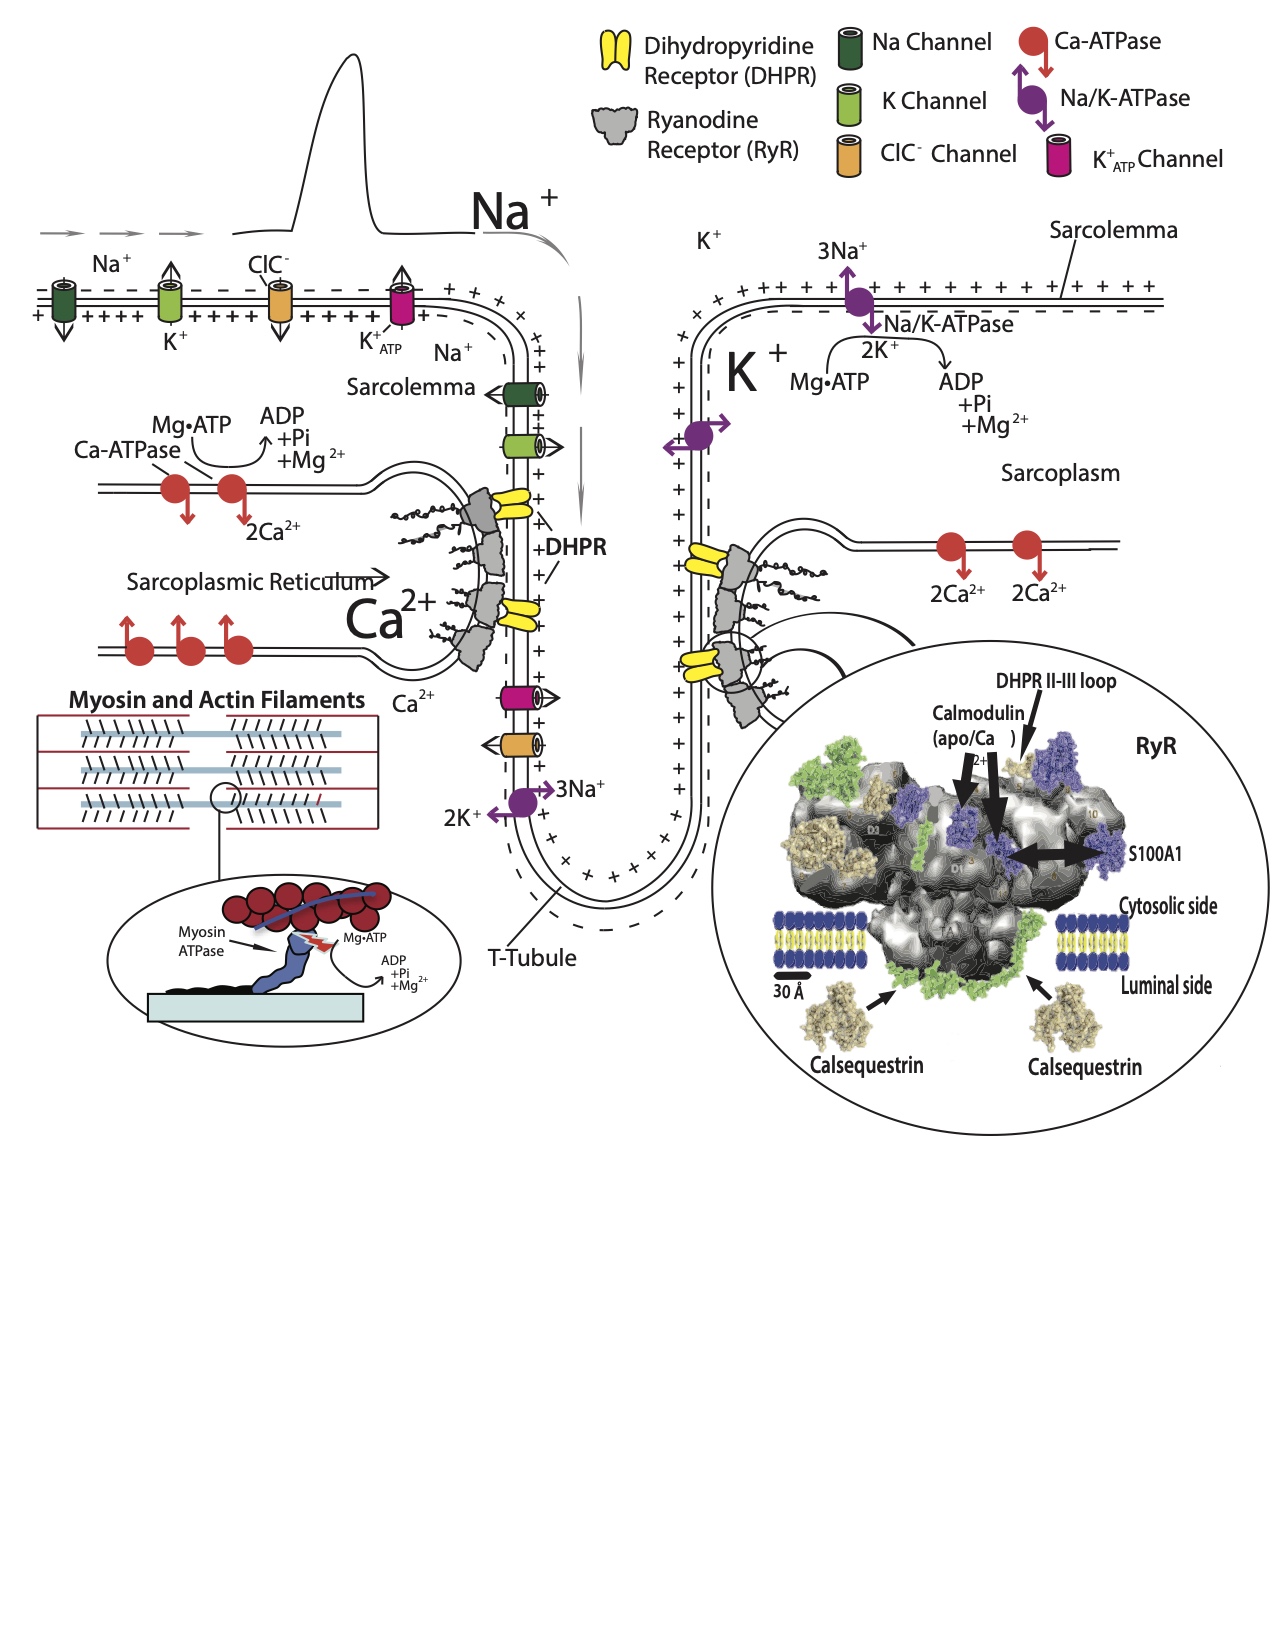 Dihydropyridine
Receptor (DHPR)
Ryanodine
Receptor (RyR)
Na Channel
K Channel
ClC- Channel
Ca-ATPase
Na/K-ATPase
K+ATP Channel
Na+
Na+
K+
ClC-
K+ATP
Na+
Sarcolemma
Mg•ATP
ADP
+Pi
+Mg2+
Ca-ATPase
2Ca2+
Sarcoplasmic Reticulum
Ca2+
DHPR
Ca2+
3Na+
2K+
T-Tubule
Myosin and Actin Filaments
Myosin
ATPase
Mg•ATP
ADP
+Pi
+Mg2+
K+
3Na+
Sarcolemma
Na/K-ATPase
2K+
K+
Mg•ATP
ADP
+Pi
+Mg2+
Sarcoplasm
2Ca2+
2Ca2+
DHPR II-III loop
Calmodulin
(apo/Ca )
2+
RyR
10
D3
S100A1
Cytosolic side
30 Å
Luminal side
Calsequestrin
Calsequestrin